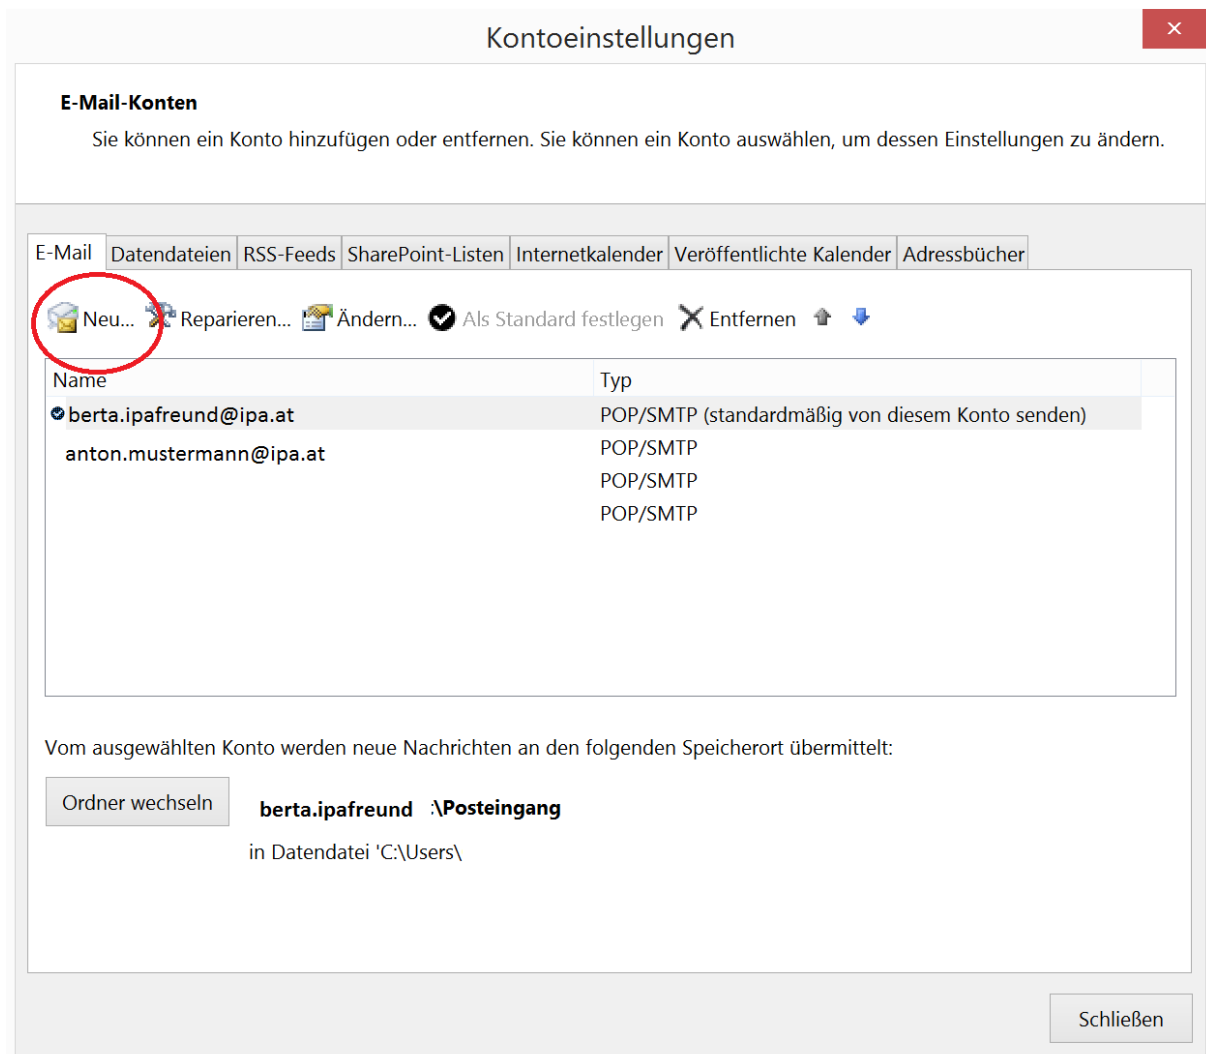 Kontoeinstellungen
E-Mail-Konten
Sie können ein Konto hinzufügen oder entfernen. Sie können ein Konto auswählen, um dessen Einstellungen zu ändern.
E-Mail Datendateien RSS-Feeds SharePoint-Listen Internetkalender Veröffentlichte Kalender Adressbücher
Neu... Reparieren... Ändern... Als Standard festlegen Entfernen
Name Typ
berta.ipafreund@ipa.at POP/SMTP (standardmäßig von diesem Konto senden)
anton.mustermann@ipa.at POP/SMTP
POP/SMTP
POP/SMTP
Vom ausgewählten Konto werden neue Nachrichten an den folgenden Speicherort übermittelt:
Ordner wechseln berta.ipafreund :\Posteingang
in Datendatei 'C:\Users\
Schließen